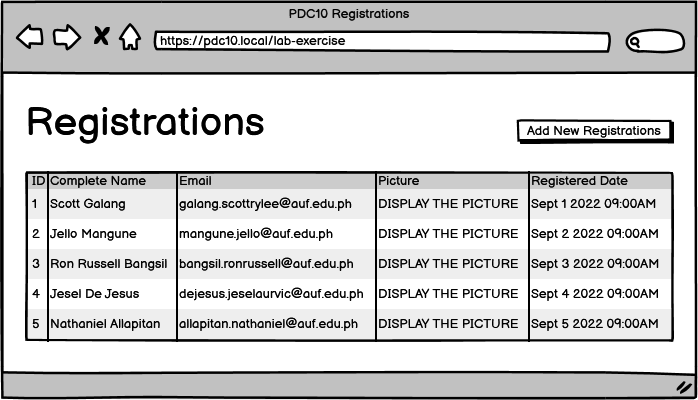 PDC10 Registrations
https://pdc10.local/lab-exercise
Registrations
Add New Registrations
ID Complete Name Email Picture Registered Date
1 Scott Galang galang.scottrylee@auf.edu.ph DISPLAY THE PICTURE Sept 1 2022 09:00AM
2 Jello Mangune mangune.jello@auf.edu.ph DISPLAY THE PICTURE Sept 2 2022 09:00AM
3 Ron Russell Bangsil bangsil.ronrussell@auf.edu.ph DISPLAY THE PICTURE Sept 3 2022 09:00AM
4 Jesel De Jesus dejesus.jeselaurvic@auf.edu.ph DISPLAY THE PICTURE Sept 4 2022 09:00AM
5 Nathaniel Allapitan allapitan.nathaniel@auf.edu.ph DISPLAY THE PICTURE Sept 5 2022 09:00AM